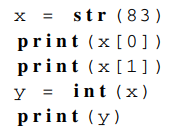 x = str(83)
print(x[0])
print(x[1])
y = int(x)
print(y)